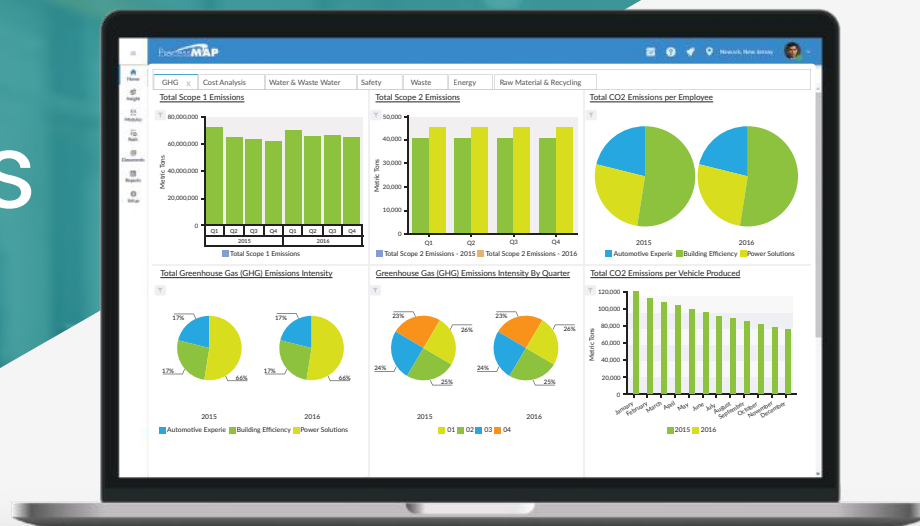 S
MAP
Newark, New Jersey
Home
Insight
Modules
Documents
Reports
Setup
GHG x
Cost Analysis
Water & Waste Water
Safety
Waste
Energy
Raw Material & Recycling
Total Scope 1 Emissions
80,000,000
60,000,000
40,000,000
20,000,000
0
Metric Tons
Q1 Q2 Q3 Q4 Q1 Q2 Q3 Q4
2015 2016
Total Scope 1 Emissions
Total Scope 2 Emissions
50,000
40,000
30,000
20,000
10,000
0
Metric Tons
Q1 Q2 Q3 Q4
Total Scope 2 Emissions - 2015 Total Scope 2 Emissions - 2016
Total CO2 Emissions per Employee
2015 2016
Automotive Experie Building Efficiency Power Solutions
Total Greenhouse Gas (GHG) Emissions Intensity
17% 17%
17% 66% 17% 66%
2015 2016
Automotive Experie Building Efficiency Power Solutions
Greenhouse Gas (GHG) Emissions Intensity By Quarter
23% 26% 23% 26%
24% 25% 24% 25%
2015 2016
01 02 03 04
Total CO2 Emissions per Vehicle Produced
120,000
100,000
80,000
60,000
40,000
20,000
0
Metric Tons
January February March April May June July August September October November December
2015 2016